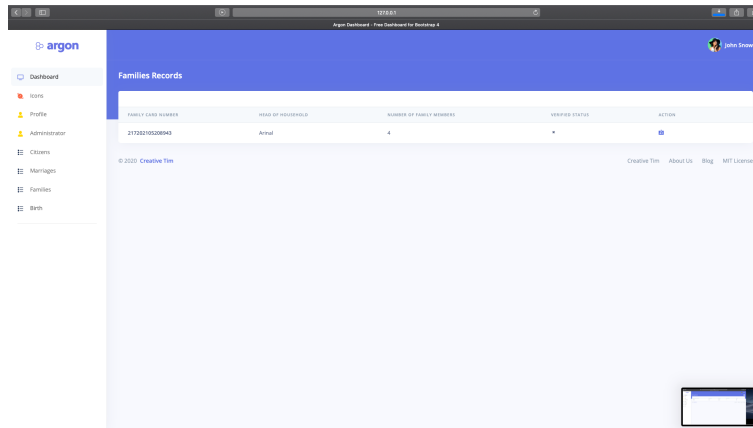 127.0.0.1
Argon Dashboard - Free Dashboard for Bootstrap 4
argon
John Snow
Dashboard
Icons
Profile
Administrator
Citizens
Marriages
Families
Birth
Families Records
FAMILY CARD NUMBER HEAD OF HOUSEHOLD NUMBER OF FAMILY MEMBERS VERIFIED STATUS ACTION
217202105208943 Arinal 4
© 2020 Creative Tim
Creative Tim About Us Blog MIT License